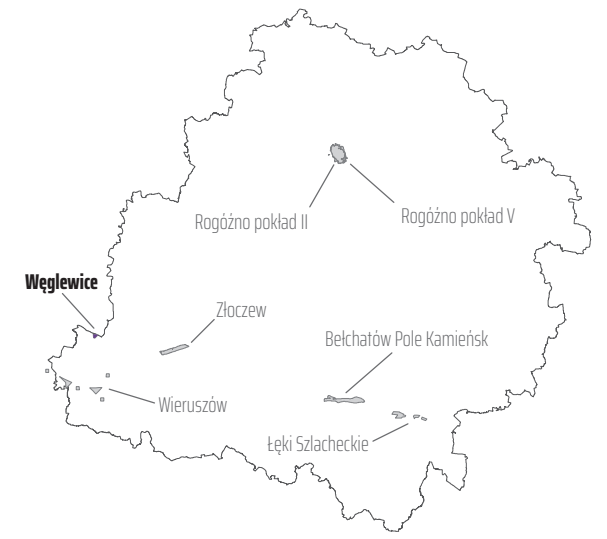 Rogóźno pokład II
Rogóźno pokład V
Węglewice
Złoczew
Bełchatów Pole Kamieńsk
Wieruszów
Łęki Szlacheckie